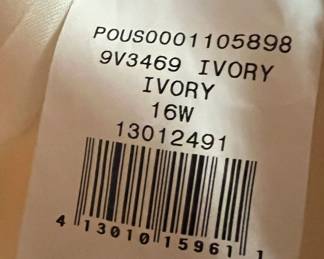 POUS0001105898
9V3469 IVORY
IVORY
16W
13012491
4 13010 15961 1